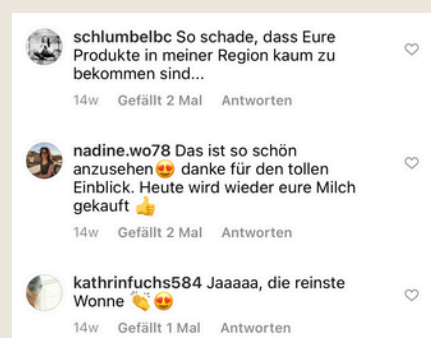 schlumbelbc So schade, dass Eure
Produkte in meiner Region kaum zu
bekommen sind...
14w Gefällt 2 Mal Antworten
nadine.wo78 Das ist so schön
anzusehen😍 danke für den tollen
Einblick. Heute wird wieder eure Milch
gekauft 👍
14w Gefällt 2 Mal Antworten
kathrinfuchs584 Jaaaaa, die reinste
Wonne 👏😍
14w Gefällt 1 Mal Antworten